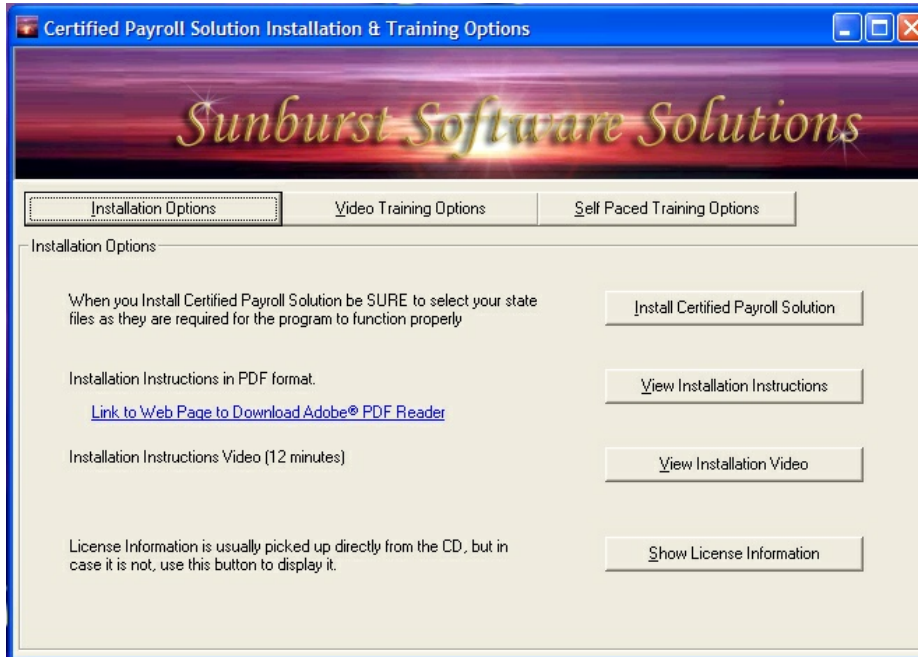 Certified Payroll Solution Installation & Training Options
Sunburst Software Solutions
Installation Options
Video Training Options
Self Paced Training Options
Installation Options
When you Install Certified Payroll Solution be SURE to select your state
files as they are required for the program to function properly
Install Certified Payroll Solution
Installation Instructions in PDF format.
View Installation Instructions
Link to Web Page to Download Adobe® PDF Reader
Installation Instructions Video (12 minutes)
View Installation Video
License Information is usually picked up directly from the CD, but in
case it is not, use this button to display it.
Show License Information